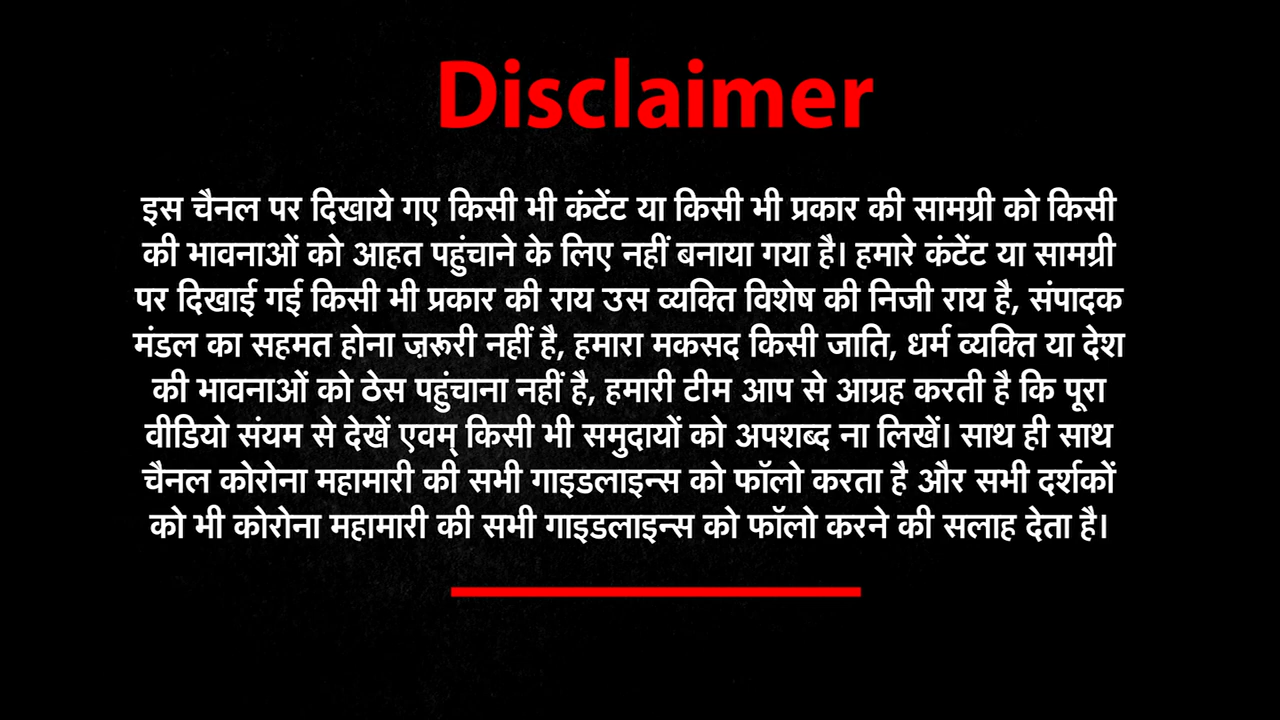 Disclaimer
इस चैनल पर दिखाये गए किसी भी कंटेंट या किसी भी प्रकार की सामग्री को किसी
की भावनाओं को आहत पहुंचाने के लिए नहीं बनाया गया है। हमारे कंटेंट या सामग्री
पर दिखाई गई किसी भी प्रकार की राय उस व्यक्ति विशेष की निजी राय है, संपादक
मंडल का सहमत होना ज़रूरी नहीं है, हमारा मकसद किसी जाति, धर्म व्यक्ति या देश
की भावनाओं को ठेस पहुंचाना नहीं है, हमारी टीम आप से आग्रह करती है कि पूरा
वीडियो संयम से देखें एवम् किसी भी समुदायों को अपशब्द ना लिखें। साथ ही साथ
चैनल कोरोना महामारी की सभी गाइडलाइन्स को फॉलो करता है और सभी दर्शकों
को भी कोरोना महामारी की सभी गाइडलाइन्स को फॉलो करने की सलाह देता है।